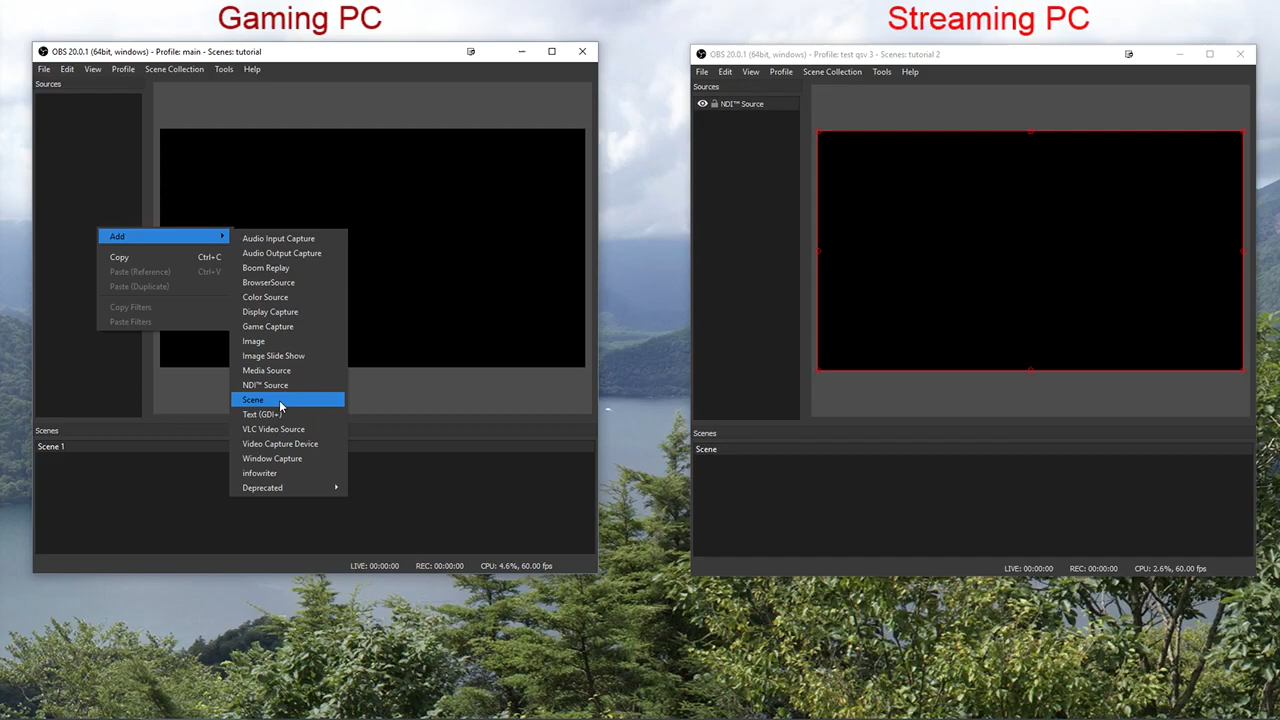 Gaming PC
Streaming PC
OBS 20.0.1 (64bit, windows) - Profile: main - Scenes: tutorial
File Edit View Profile Scene Collection Tools Help
Sources
Add
Copy Ctrl+C
Paste (Reference) Ctrl+V
Paste (Duplicate)
Copy Filters
Paste Filters
Audio Input Capture
Audio Output Capture
Boom Replay
BrowserSource
Color Source
Display Capture
Game Capture
Image
Image Slide Show
Media Source
NDI™ Source
Scene
Text (GDI+)
VLC Video Source
Video Capture Device
Window Capture
infowriter
Deprecated
Scenes
Scene 1
LIVE: 00:00:00 REC: 00:00:00 CPU: 4.6%, 60.00 fps
OBS 20.0.1 (64bit, windows) - Profile: test qsv 3 - Scenes: tutorial 2
File Edit View Profile Scene Collection Tools Help
Sources
NDI™ Source
Scenes
Scene
LIVE: 00:00:00 REC: 00:00:00 CPU: 2.6%, 60.00 fps